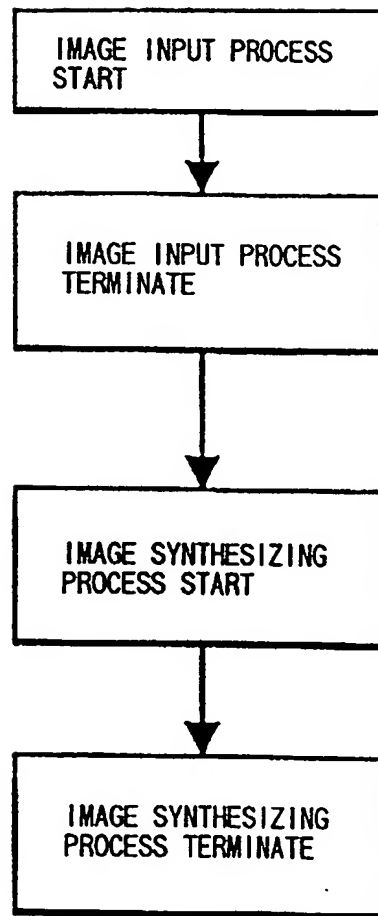 IMAGE INPUT PROCESS
START
IMAGE INPUT PROCESS
TERMINATE
IMAGE SYNTHESIZING
PROCESS START
IMAGE SYNTHESIZING
PROCESS TERMINATE